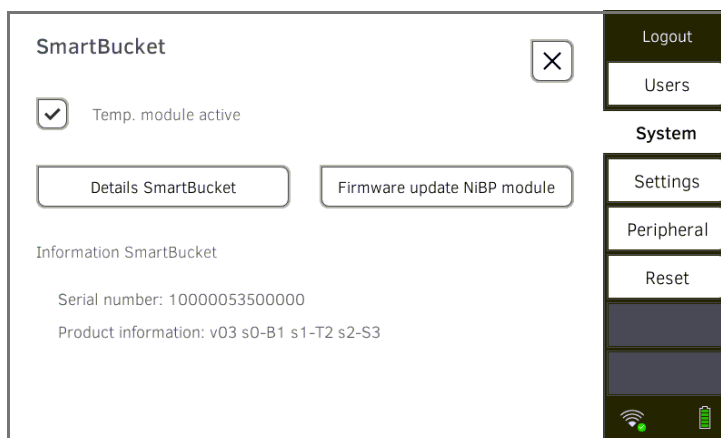 SmartBucket
Temp. module active
Details SmartBucket
Firmware update NiBP module
Information SmartBucket
Serial number: 10000053500000
Product information: v03 s0-B1 s1-T2 s2-S3
Logout
Users
System
Settings
Peripheral
Reset